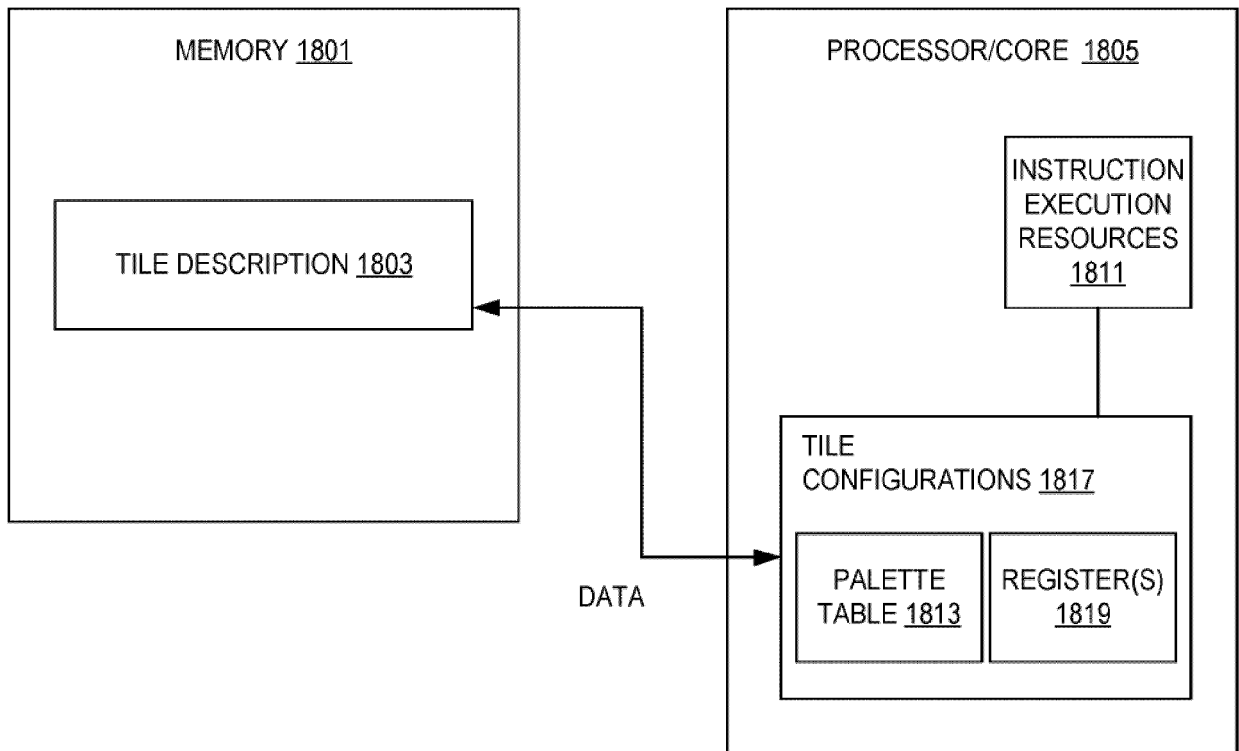 MEMORY 1801
TILE DESCRIPTION 1803
DATA
PROCESSOR/CORE 1805
INSTRUCTION
EXECUTION
RESOURCES
1811
TILE
CONFIGURATIONS 1817
PALETTE
TABLE 1813
REGISTER(S)
1819